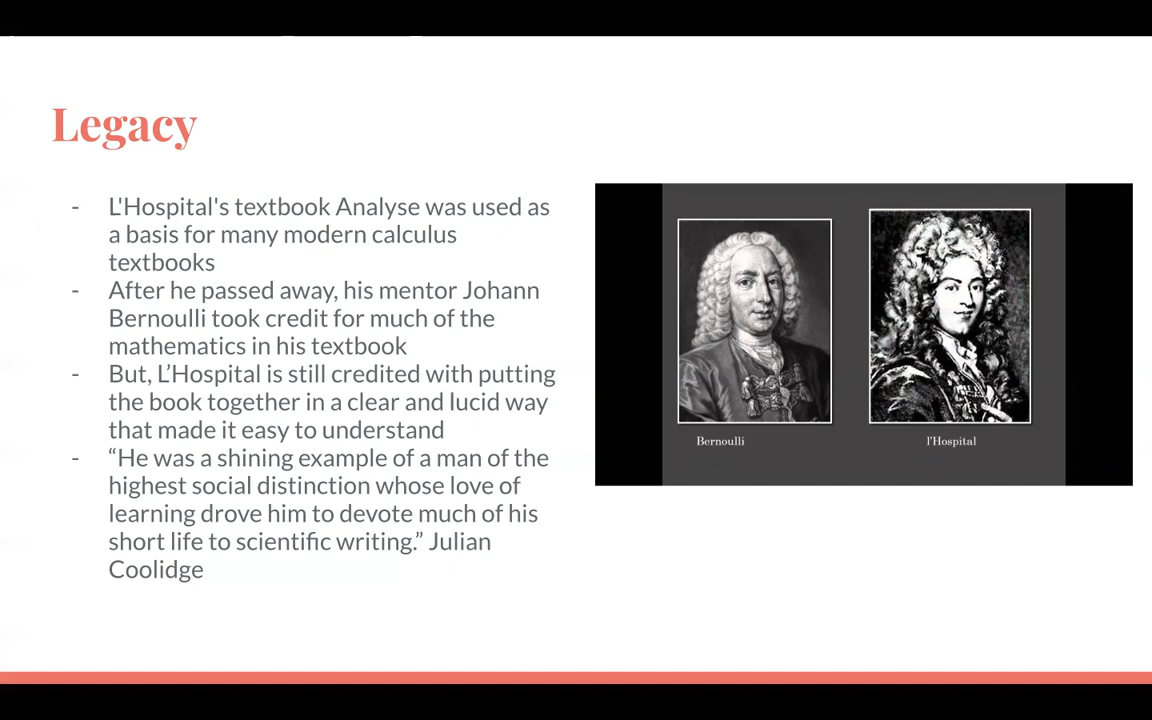 Legacy
- L'Hospital's textbook Analyse was used as
a basis for many modern calculus
textbooks
- After he passed away, his mentor Johann
Bernoulli took credit for much of the
mathematics in his textbook
- But, L’Hospital is still credited with putting
the book together in a clear and lucid way
that made it easy to understand
- “He was a shining example of a man of the
highest social distinction whose love of
learning drove him to devote much of his
short life to scientific writing.” Julian
Coolidge
Bernoulli
l'Hospital